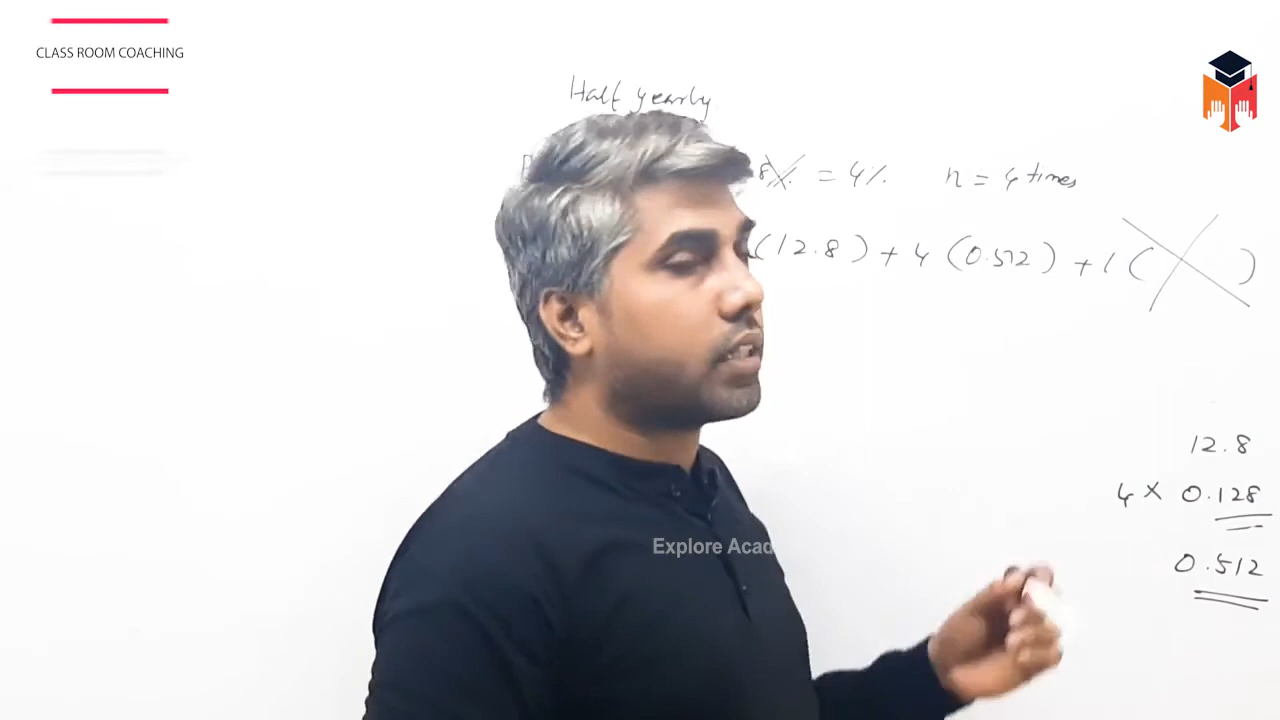 CLASS ROOM COACHING
Half yearly
8% = 4% n = 4 times
(12.8) + 4 (0.512) + 1 ( )
12.8
4 × 0.128
0.512
Explore Acad